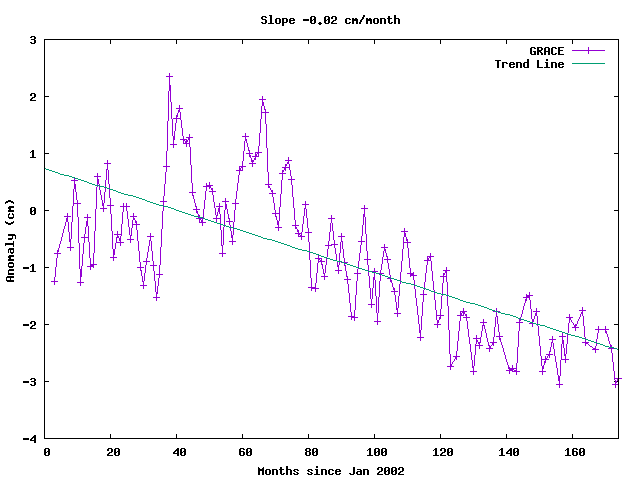 Slope -0.02 cm/month
GRACE
Trend Line
3
2
1
0
-1
-2
-3
-4
Anomaly (cm)
0 20 40 60 80 100 120 140 160
Months since Jan 2002